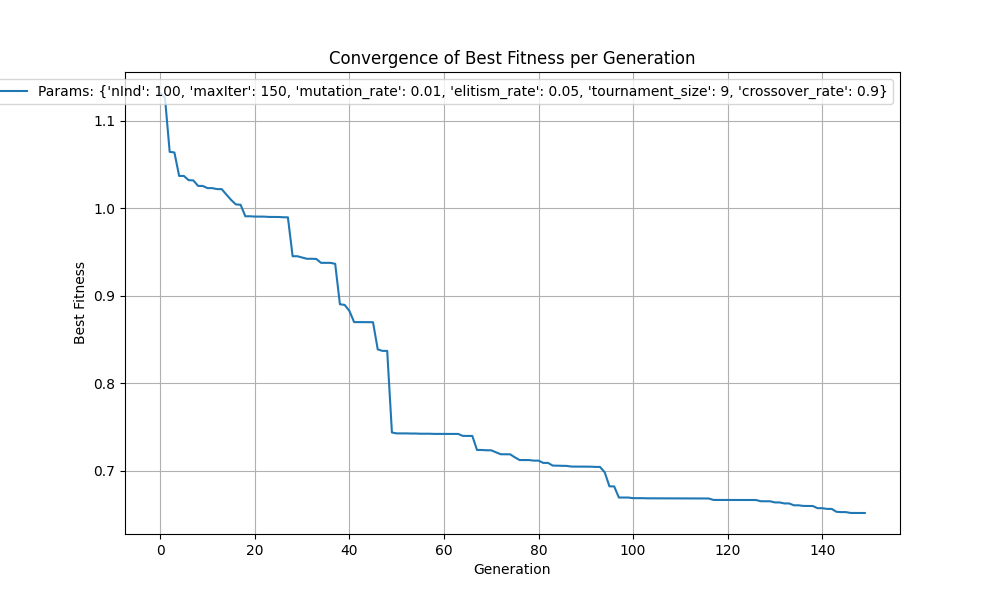 Convergence of Best Fitness per Generation
Params: {'nInd': 100, 'maxIter': 150, 'mutation_rate': 0.01, 'elitism_rate': 0.05, 'tournament_size': 9, 'crossover_rate': 0.9}
1.1
1.0
0.9
0.8
0.7
Best Fitness
0 20 40 60 80 100 120 140
Generation